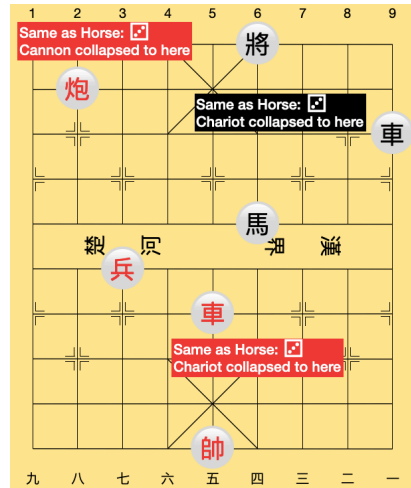 1 2 3 4 5 6 7 8 9
Same as Horse:
Cannon collapsed to here
將
炮
Same as Horse:
Chariot collapsed to here
車
馬
楚 河 界 漢
兵
車
Same as Horse:
Chariot collapsed to here
帥
九 八 七 六 五 四 三 二 一